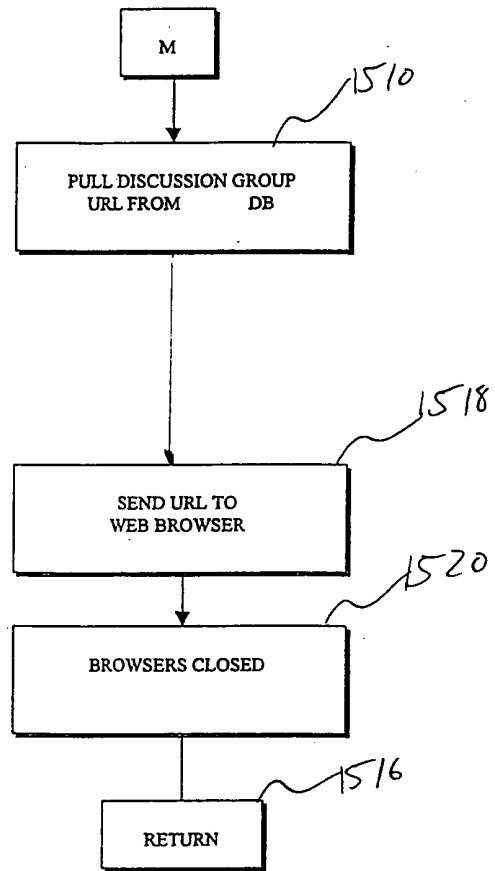 M
1510
PULL DISCUSSION GROUP
URL FROM DB
1518
SEND URL TO
WEB BROWSER
1520
BROWSERS CLOSED
1516
RETURN